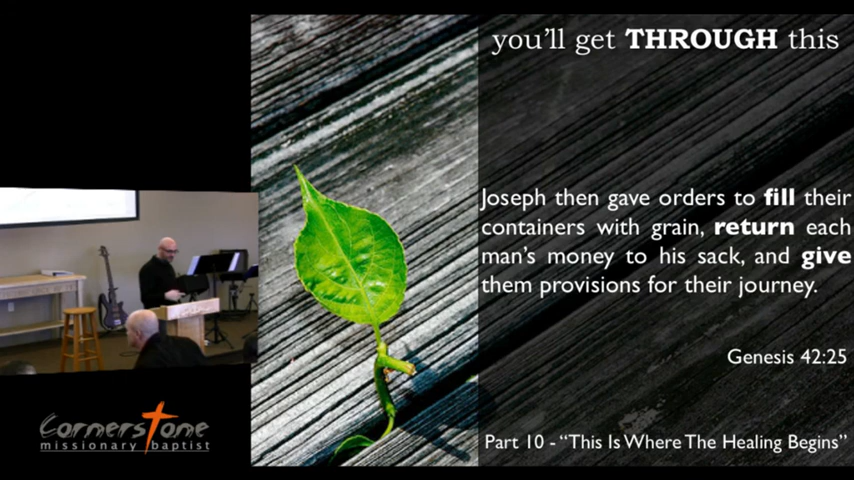 you'll get THROUGH this
Joseph then gave orders to fill their
containers with grain, return each
man's money to his sack, and give
them provisions for their journey.
Genesis 42:25
Part 10 - "This Is Where The Healing Begins"
Cornerstone
missionary baptist